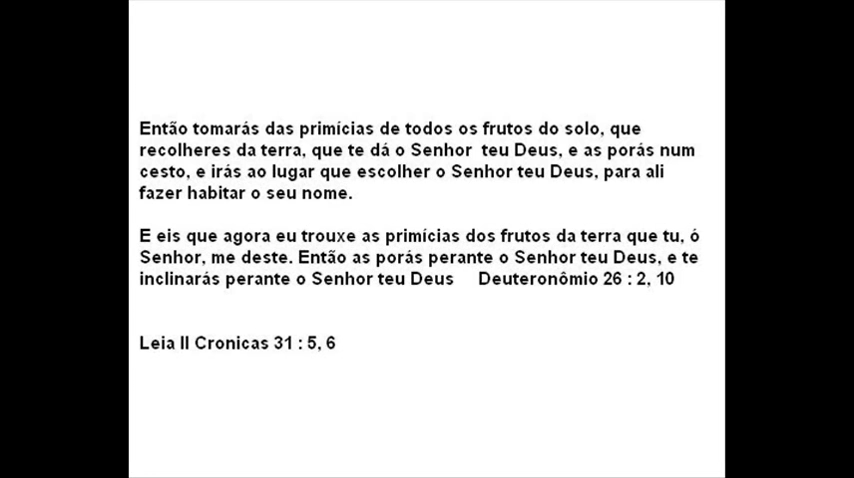 Então tomarás das primícias de todos os frutos do solo, que
recolheres da terra, que te dá o Senhor teu Deus, e as porás num
cesto, e irás ao lugar que escolher o Senhor teu Deus, para ali
fazer habitar o seu nome.
E eis que agora eu trouxe as primícias dos frutos da terra que tu, ó
Senhor, me deste. Então as porás perante o Senhor teu Deus, e te
inclinarás perante o Senhor teu Deus Deuteronômio 26 : 2, 10
Leia II Cronicas 31 : 5, 6